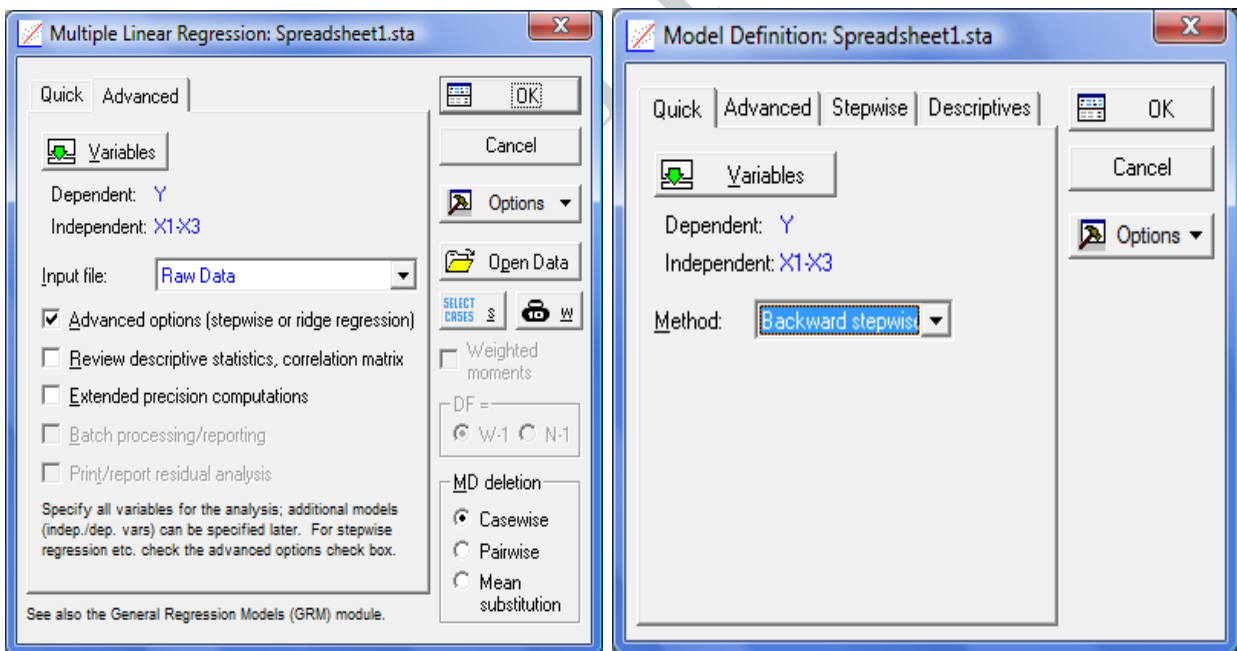 Multiple Linear Regression: Spreadsheet1.sta
Quick Advanced
Variables
Dependent: Y
Independent: X1-X3
Input file: Raw Data
Advanced options (stepwise or ridge regression)
Review descriptive statistics, correlation matrix
Extended precision computations
Batch processing/reporting
Print/report residual analysis
Specify all variables for the analysis; additional models
(indep./dep. vars) can be specified later. For stepwise
regression etc. check the advanced options check box.
See also the General Regression Models (GRM) module.
OK
Cancel
Options
Open Data
SELECT
CASES S W
Weighted
moments
DF =
W-1 N-1
MD deletion
Casewise
Pairwise
Mean
substitution
Model Definition: Spreadsheet1.sta
Quick Advanced Stepwise Descriptives
Variables
Dependent: Y
Independent: X1-X3
Method: Backward stepwise
OK
Cancel
Options